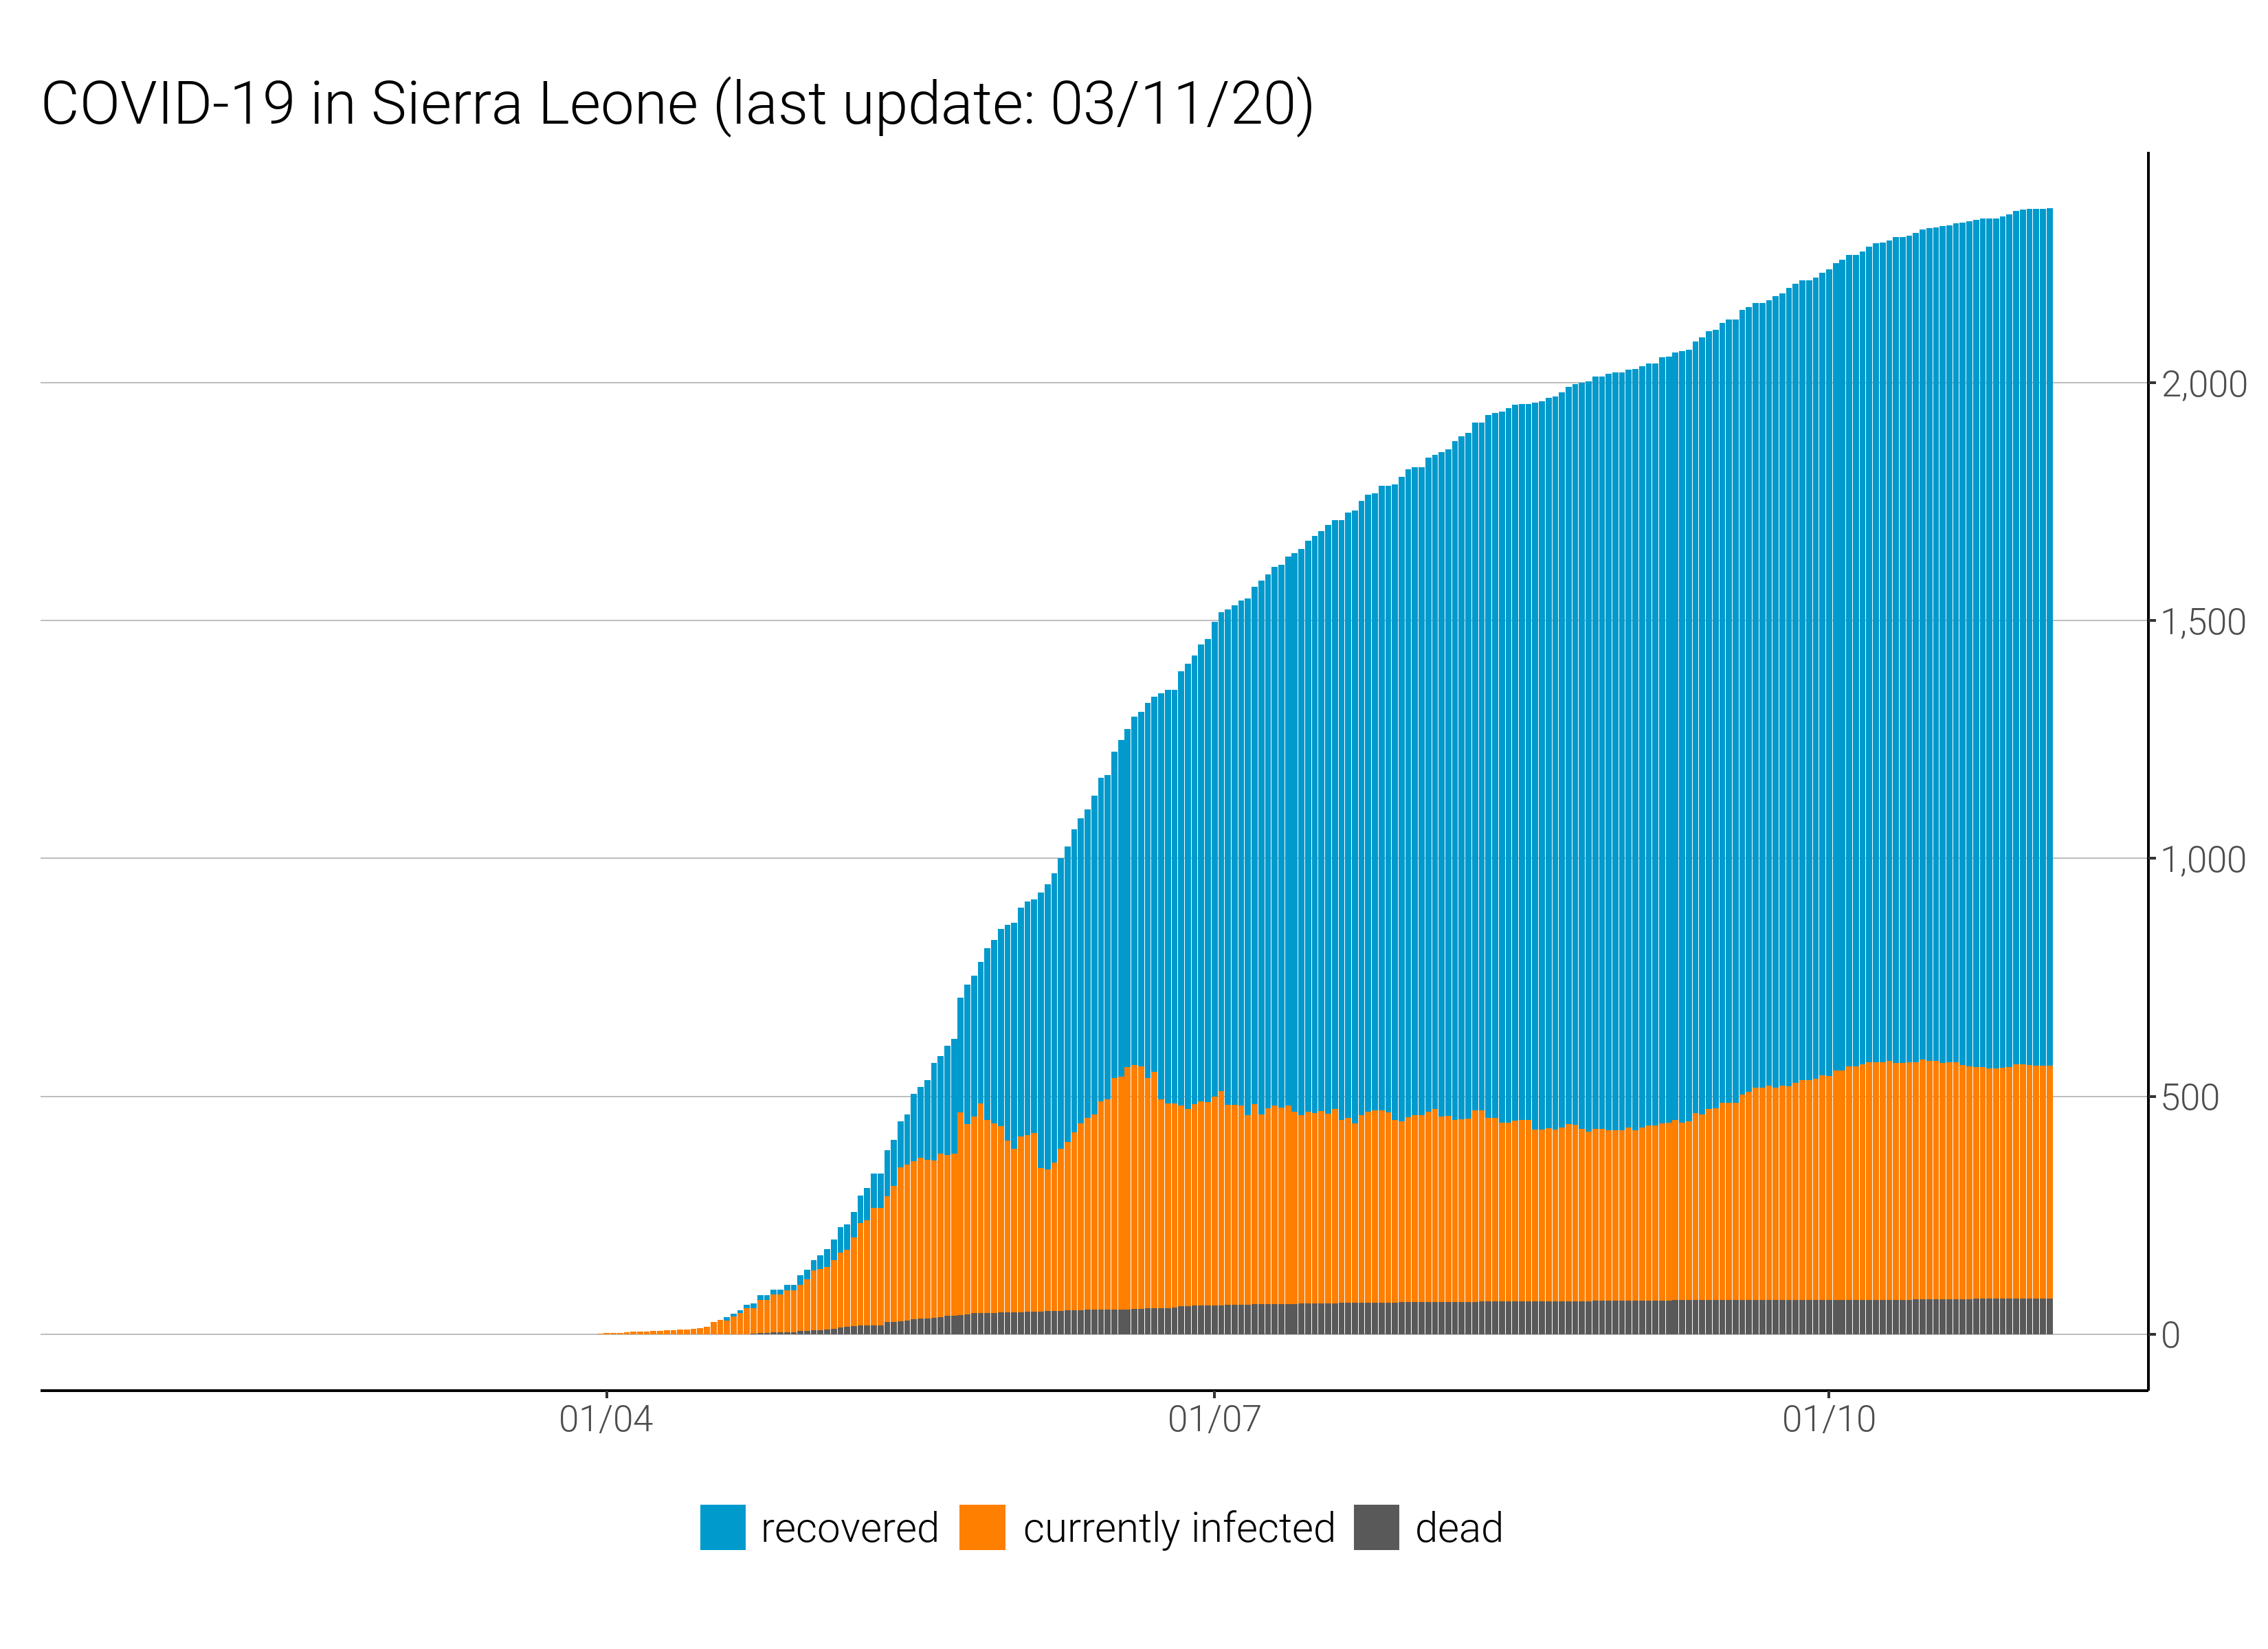 COVID-19 in Sierra Leone (last update: 03/11/20)
2,000
1,500
1,000
500
0
01/04 01/07 01/10
recovered currently infected dead